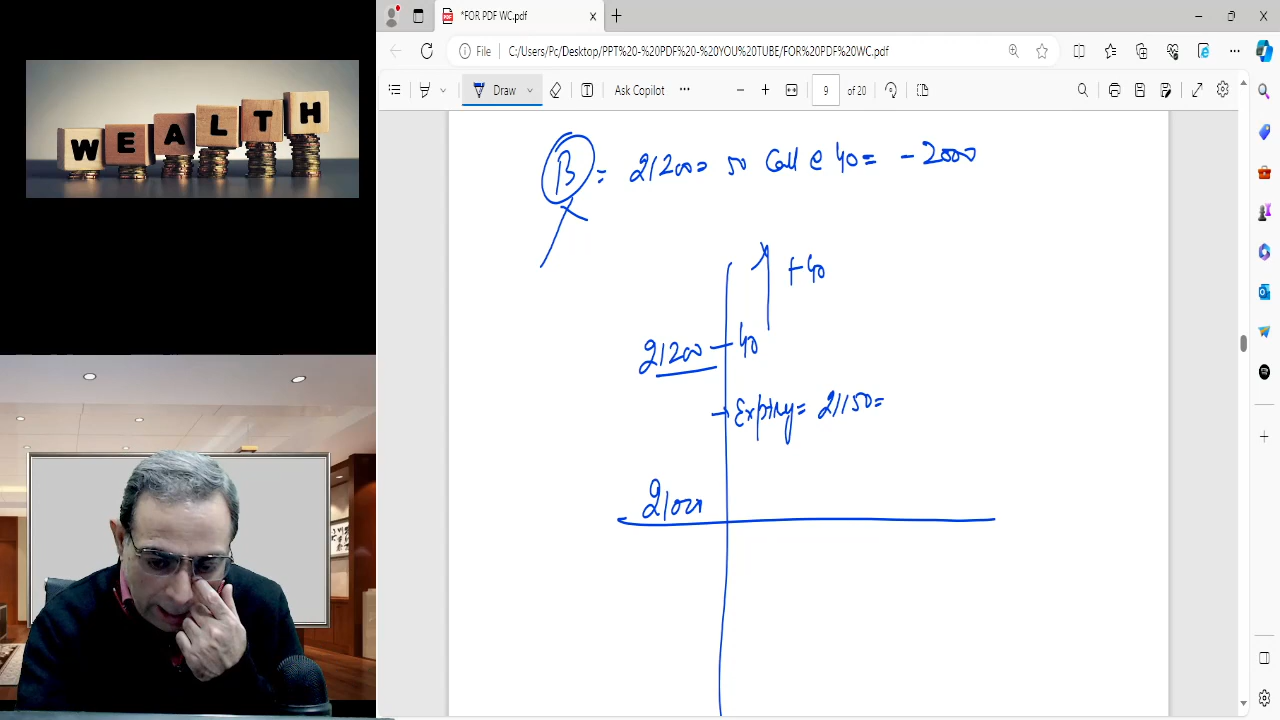 *FOR PDF WC.pdf
File C:/Users/Pc/Desktop/PPT%20-%20PDF%20-%20YOU%20TUBE/FOR%20PDF%20WC.pdf
Draw Ask Copilot 9 of 20
WEALTH
B = 21200 50 Call @ 40 = -2000
+40
21200 40
Expiry = 21150 =
21000